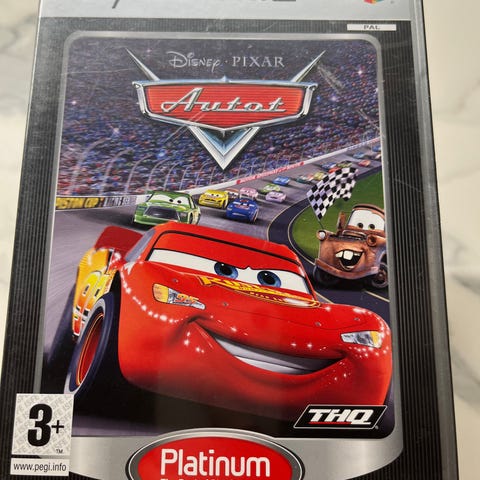 PAL
DISNEY · PIXAR
Autot
PISTON CUP
3+
www.pegi.info
THQ
Platinum